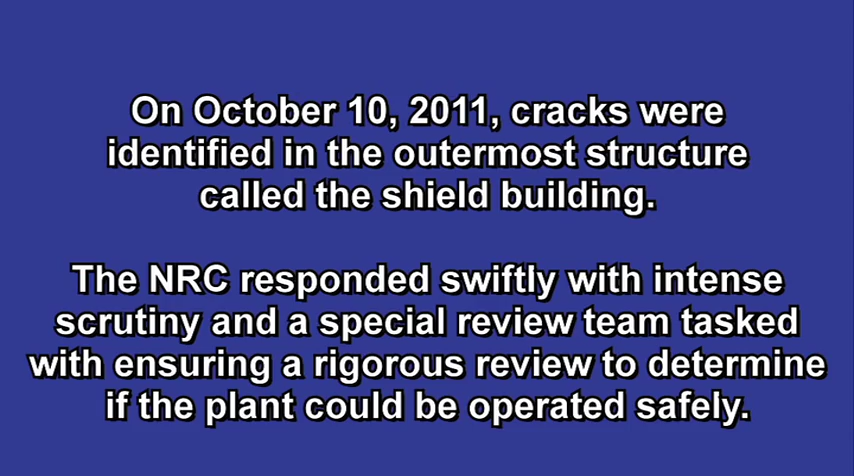 On October 10, 2011, cracks were
identified in the outermost structure
called the shield building.
The NRC responded swiftly with intense
scrutiny and a special review team tasked
with ensuring a rigorous review to determine
if the plant could be operated safely.